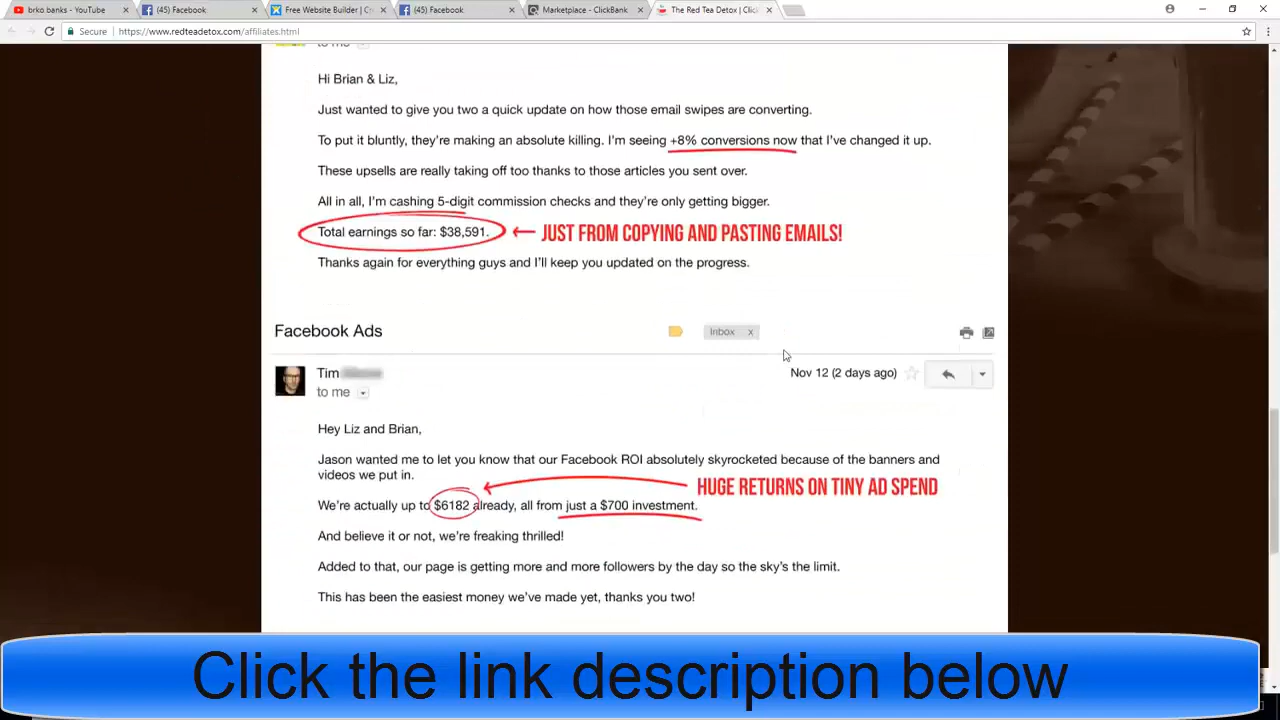 brko banks - YouTube
(45) Facebook
Free Website Builder | C
(45) Facebook
Marketplace - ClickBank
The Red Tea Detox | Clic
Secure
https://www.redteadetox.com/affiliates.html
to me
Hi Brian & Liz,
Just wanted to give you two a quick update on how those email swipes are converting.
To put it bluntly, they're making an absolute killing. I'm seeing +8% conversions now that I've changed it up.
These upsells are really taking off too thanks to those articles you sent over.
All in all, I'm cashing 5-digit commission checks and they're only getting bigger.
Total earnings so far: $38,591. JUST FROM COPYING AND PASTING EMAILS!
Thanks again for everything guys and I'll keep you updated on the progress.
Facebook Ads
Inbox x
Tim
Nov 12 (2 days ago)
to me
Hey Liz and Brian,
Jason wanted me to let you know that our Facebook ROI absolutely skyrocketed because of the banners and
videos we put in.
HUGE RETURNS ON TINY AD SPEND
We're actually up to $6182 already, all from just a $700 investment.
And believe it or not, we're freaking thrilled!
Added to that, our page is getting more and more followers by the day so the sky's the limit.
This has been the easiest money we've made yet, thanks you two!
Click the link description below